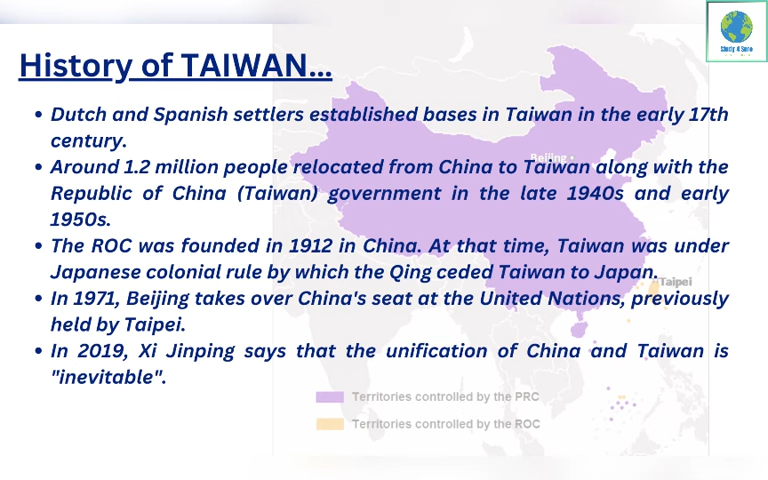 Study 4 Sure
History of TAIWAN...
• Dutch and Spanish settlers established bases in Taiwan in the early 17th
century.
• Around 1.2 million people relocated from China to Taiwan along with the
Republic of China (Taiwan) government in the late 1940s and early
1950s.
• The ROC was founded in 1912 in China. At that time, Taiwan was under
Japanese colonial rule by which the Qing ceded Taiwan to Japan.
• In 1971, Beijing takes over China's seat at the United Nations, previously
held by Taipei.
• In 2019, Xi Jinping says that the unification of China and Taiwan is
"inevitable".
Beijing
Taipei
Territories controlled by the PRC
Territories controlled by the ROC